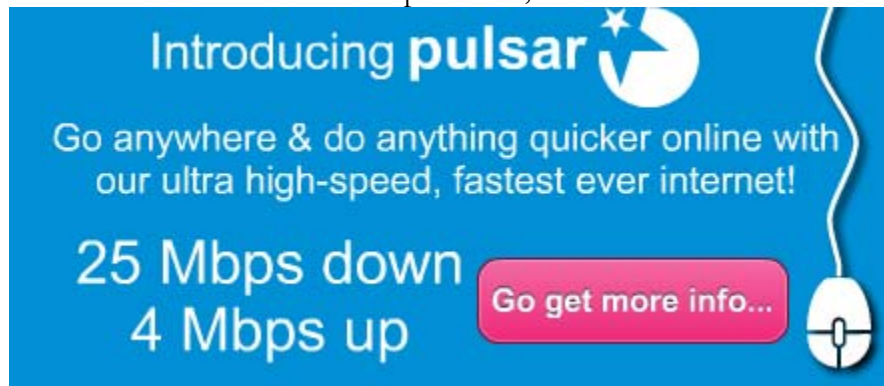 Introducing pulsar
Go anywhere & do anything quicker online with
our ultra high-speed, fastest ever internet!
25 Mbps down
4 Mbps up
Go get more info...